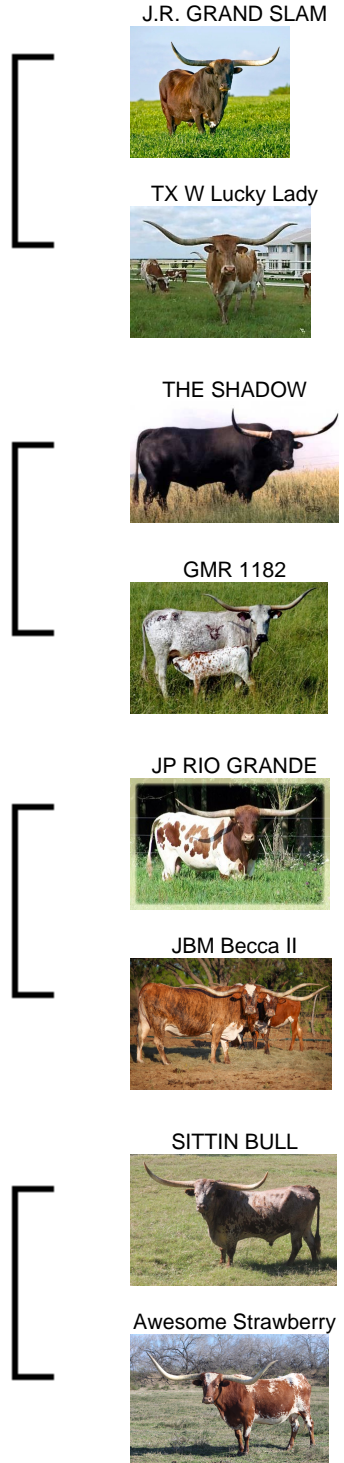 J.R. GRAND SLAM
TX W Lucky Lady
THE SHADOW
GMR 1182
JP RIO GRANDE
JBM Becca II
SITTIN BULL
Awesome Strawberry